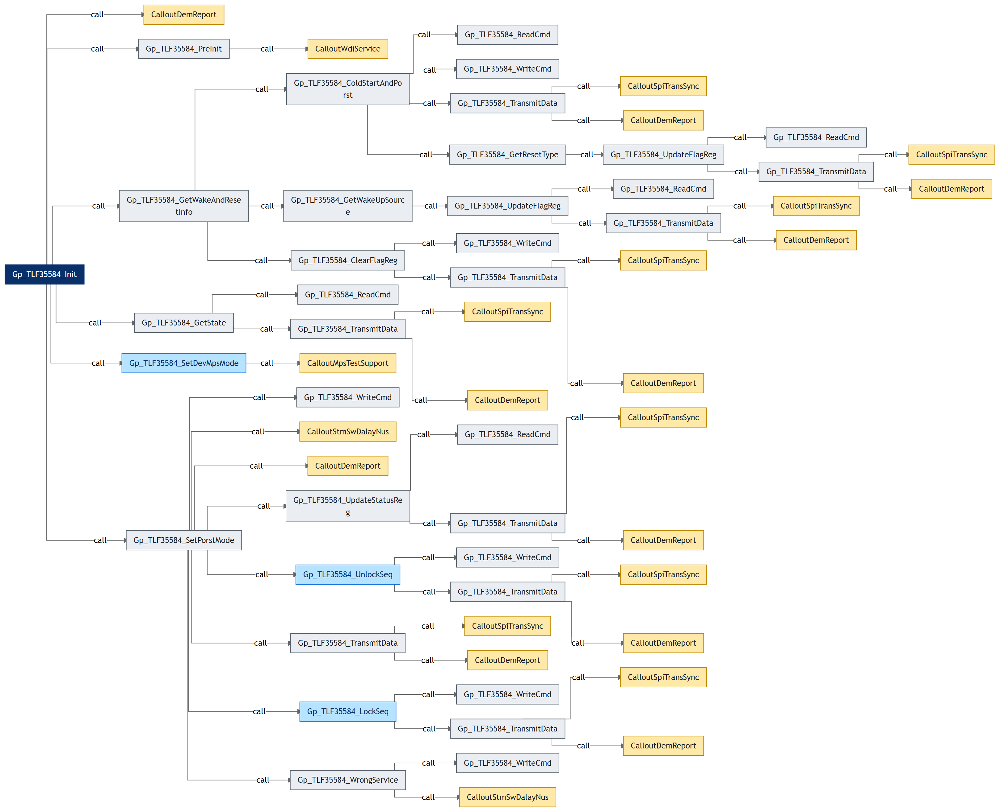 call
CalloutDemReport
call
Gp_TLF35584_PreInit
call
CalloutWdiService
call
Gp_TLF35584_ReadCmd
call
Gp_TLF35584_WriteCmd
call
Gp_TLF35584_ColdStartAndPo
rst
call
Gp_TLF35584_TransmitData
call
CalloutSpiTransSync
call
CalloutDemReport
call
Gp_TLF35584_GetResetType
call
Gp_TLF35584_UpdateFlagReg
call
Gp_TLF35584_ReadCmd
call
Gp_TLF35584_TransmitData
call
CalloutSpiTransSync
call
CalloutDemReport
call
Gp_TLF35584_GetWakeAndRese
tInfo
call
Gp_TLF35584_GetWakeUpSourc
e
call
Gp_TLF35584_UpdateFlagReg
call
Gp_TLF35584_ReadCmd
call
Gp_TLF35584_TransmitData
call
CalloutSpiTransSync
call
CalloutDemReport
call
Gp_TLF35584_ClearFlagReg
call
Gp_TLF35584_WriteCmd
call
Gp_TLF35584_TransmitData
call
CalloutSpiTransSync
call
CalloutDemReport
Gp_TLF35584_Init
call
Gp_TLF35584_GetState
call
Gp_TLF35584_ReadCmd
call
Gp_TLF35584_TransmitData
call
CalloutSpiTransSync
call
CalloutDemReport
call
Gp_TLF35584_SetDevMpsMode
call
CalloutMpsTestSupport
call
Gp_TLF35584_SetPorstMode
call
Gp_TLF35584_WriteCmd
call
CalloutStmSwDalayNus
call
CalloutDemReport
call
Gp_TLF35584_UpdateStatusRe
g
call
Gp_TLF35584_ReadCmd
call
Gp_TLF35584_TransmitData
call
CalloutSpiTransSync
call
CalloutDemReport
call
Gp_TLF35584_UnlockSeq
call
Gp_TLF35584_WriteCmd
call
Gp_TLF35584_TransmitData
call
CalloutSpiTransSync
call
CalloutDemReport
call
Gp_TLF35584_TransmitData
call
CalloutSpiTransSync
call
CalloutDemReport
call
Gp_TLF35584_LockSeq
call
Gp_TLF35584_WriteCmd
call
Gp_TLF35584_TransmitData
call
CalloutSpiTransSync
call
CalloutDemReport
call
Gp_TLF35584_WrongService
call
Gp_TLF35584_WriteCmd
call
CalloutStmSwDalayNus
call